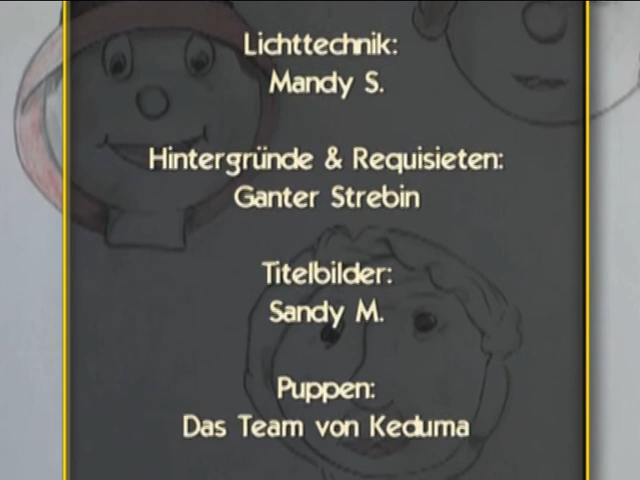 Lichttechnik:
Mandy S.
Hintergründe & Requisieten:
Ganter Strebin
Titelbilder:
Sandy M.
Puppen:
Das Team von Keduma